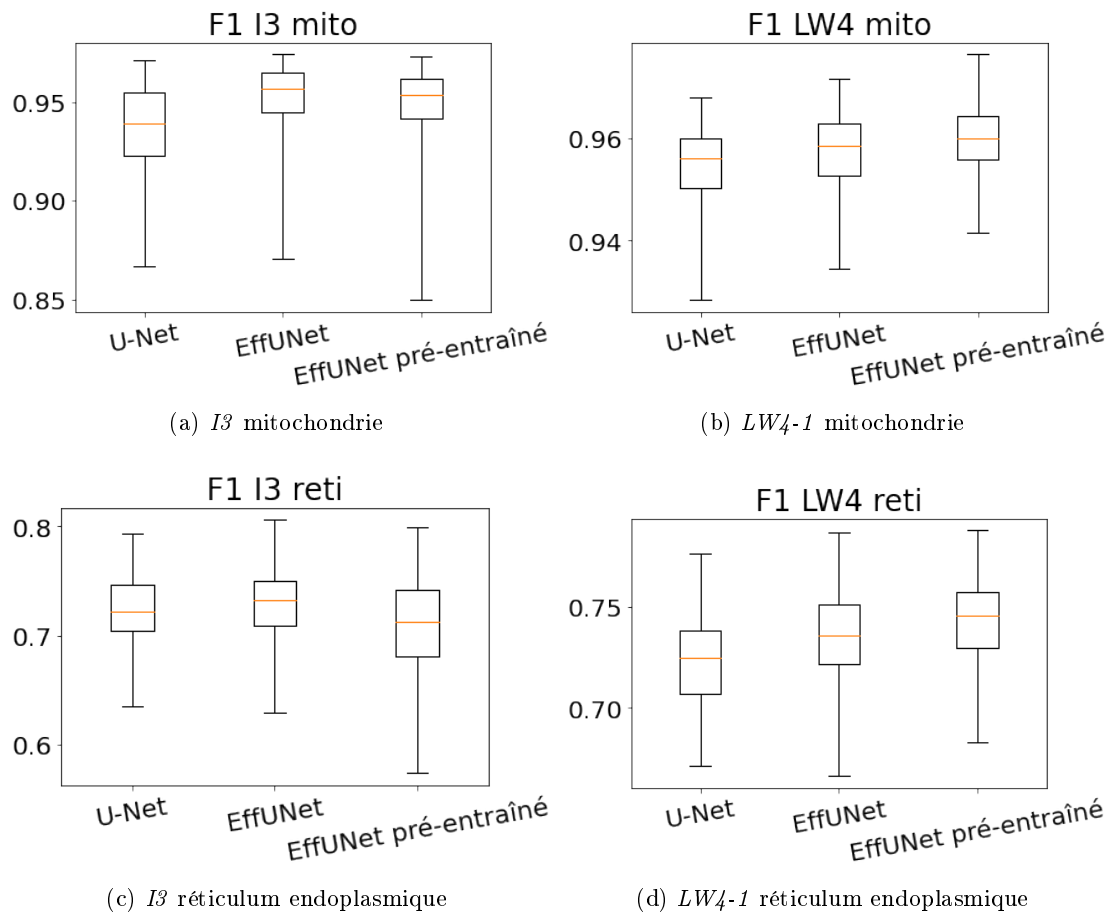 F1 I3 mito
0.95
0.90
0.85
U-Net
EffUNet
EffUNet pré-entraîné
(a) I3 mitochondrie
F1 LW4 mito
0.96
0.94
U-Net
EffUNet
EffUNet pré-entraîné
(b) LW4-1 mitochondrie
F1 I3 reti
0.8
0.7
0.6
U-Net
EffUNet
EffUNet pré-entraîné
(c) I3 réticulum endoplasmique
F1 LW4 reti
0.75
0.70
U-Net
EffUNet
EffUNet pré-entraîné
(d) LW4-1 réticulum endoplasmique